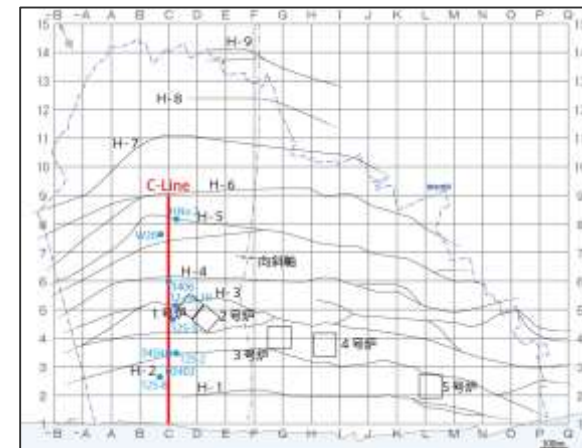 -B -A A B C D E F G H I J K L M N O P Q
15
14
H-9
13
H-8
12
H-7
11
10
C-Line
9
H-6
H-5
8
W26
7
向斜軸
6
H-4
5
H-3
1号炉
2号炉
4
3号炉
4号炉
3
H-2
H-1
5号炉
2
1
-B -A A B C D E F G H I J K L M N O P Q
100m